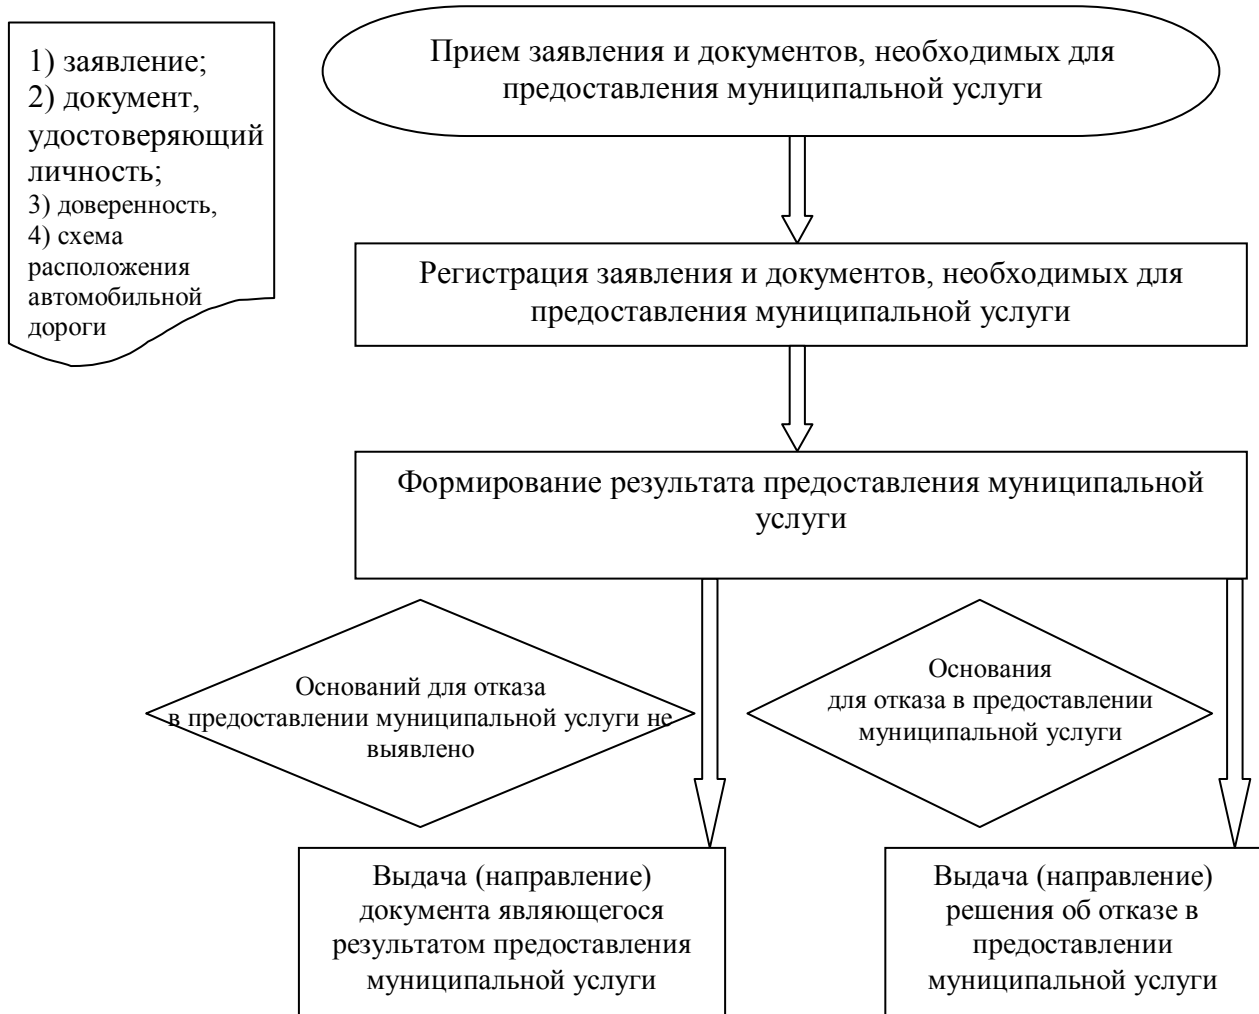 1) заявление;
2) документ,
удостоверяющий
личность;
3) доверенность,
4) схема
расположения
автомобильной
дороги
Прием заявления и документов, необходимых для
предоставления муниципальной услуги
Регистрация заявления и документов, необходимых для
предоставления муниципальной услуги
Формирование результата предоставления муниципальной
услуги
Оснований для отказа
в предоставлении муниципальной услуги не
выявлено
Основания
для отказа в предоставлении
муниципальной услуги
Выдача (направление)
документа являющегося
результатом предоставления
муниципальной услуги
Выдача (направление)
решения об отказе в
предоставлении
муниципальной услуги